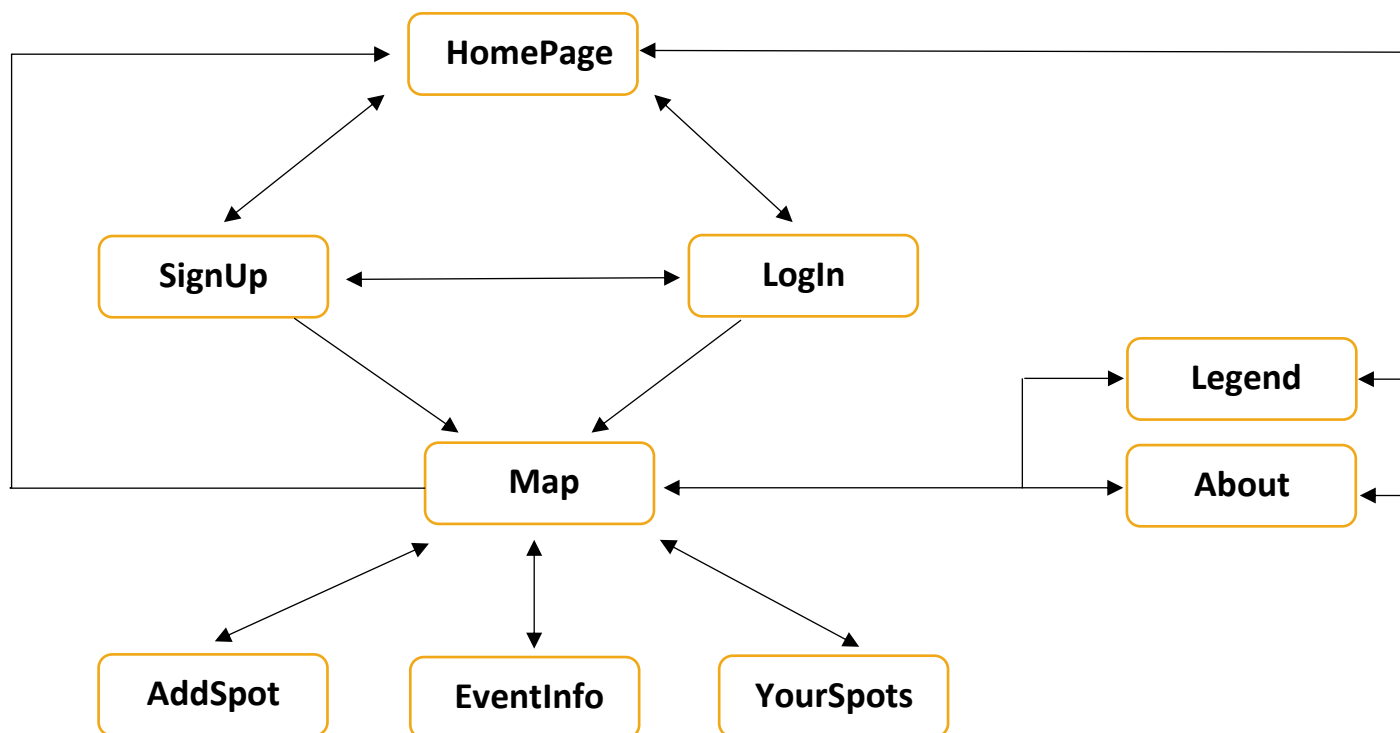 HomePage
SignUp
LogIn
Legend
Map
About
AddSpot
EventInfo
YourSpots